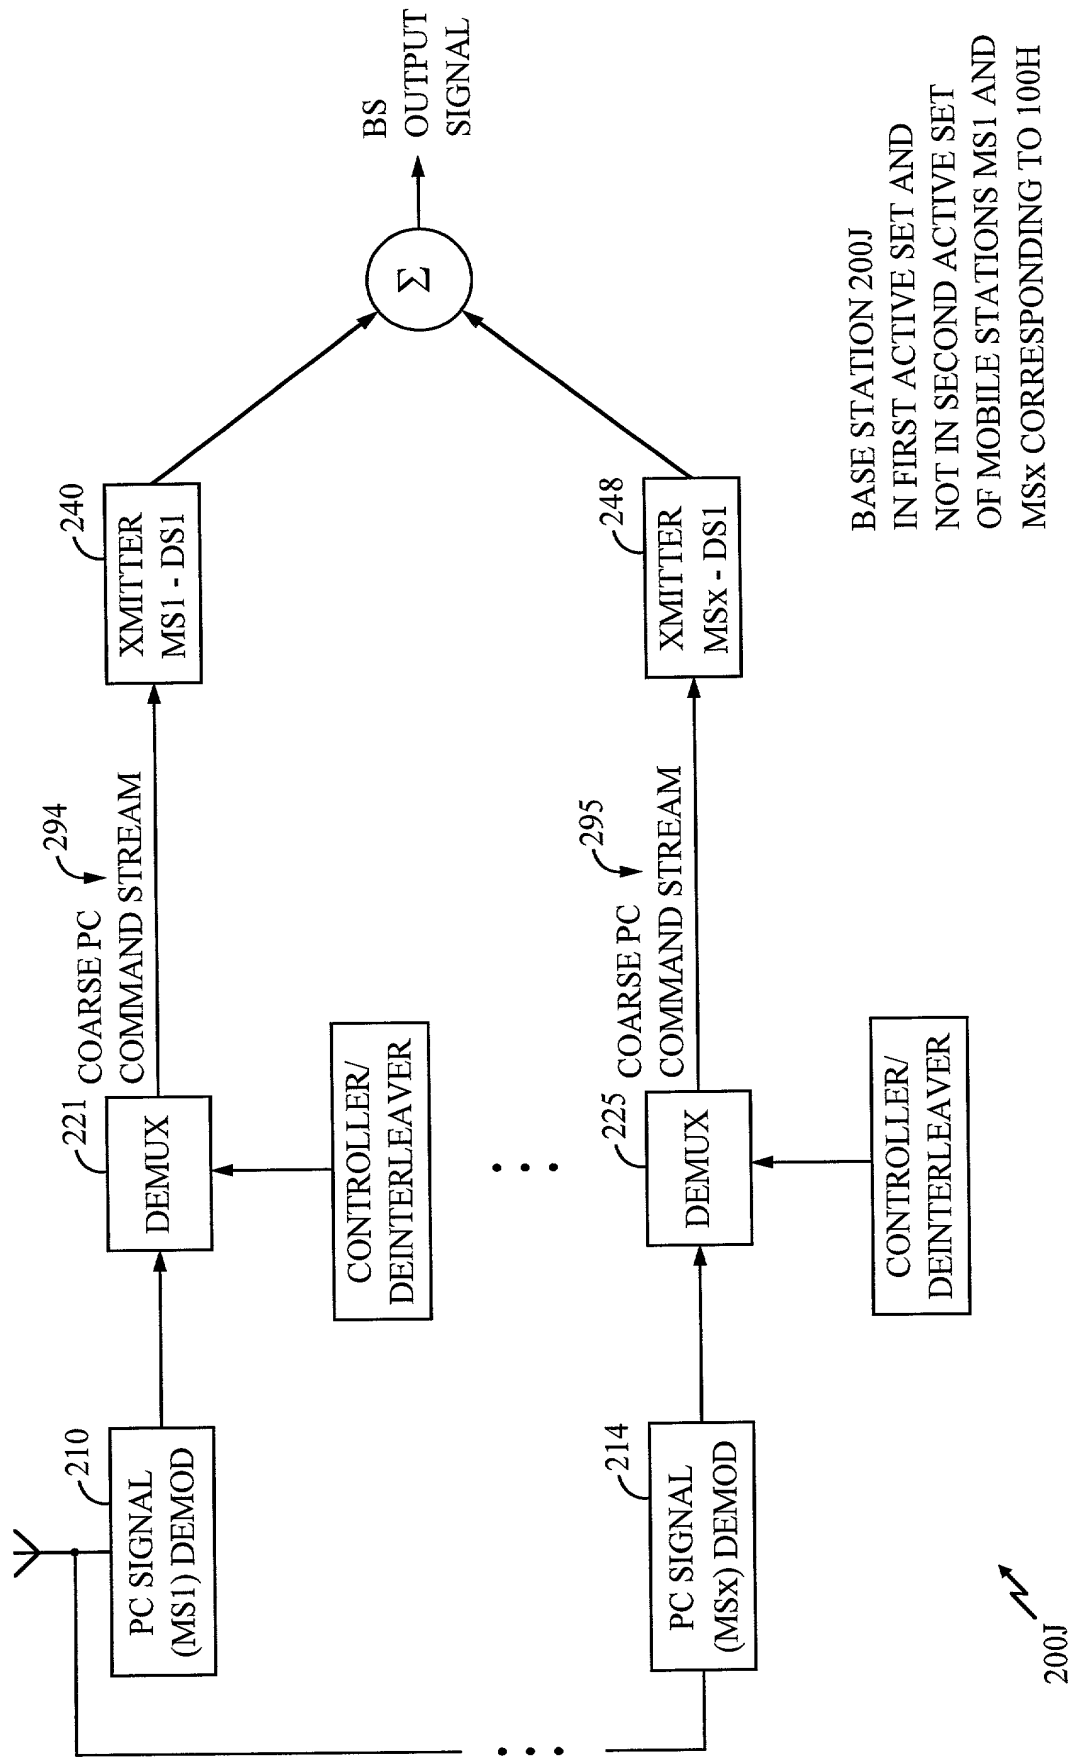 210
PC SIGNAL
(MS1) DEMOD
221
DEMUX
CONTROLLER/
DEINTERLEAVER
294
COARSE PC
COMMAND STREAM
240
XMITTER
MS1 - DS1
Σ
BS
OUTPUT
SIGNAL
214
PC SIGNAL
(MSx) DEMOD
225
DEMUX
CONTROLLER/
DEINTERLEAVER
295
COARSE PC
COMMAND STREAM
248
XMITTER
MSx - DS1
BASE STATION 200J
IN FIRST ACTIVE SET AND
NOT IN SECOND ACTIVE SET
OF MOBILE STATIONS MS1 AND
MSx CORRESPONDING TO 100H
200J